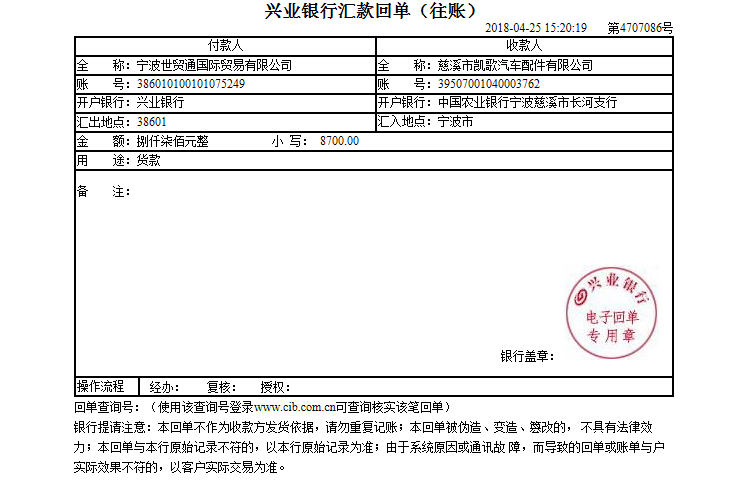 兴业银行汇款回单（往账）
2018-04-25 15:20:19 第4707086号
付款人 收款人
全 称：宁波世贸通国际贸易有限公司 全 称：慈溪市凯歌汽车配件有限公司
账 号：386010100101075249 账 号：39507001040003762
开户银行：兴业银行 开户银行：中国农业银行宁波慈溪市长河支行
汇出地点：38601 汇入地点：宁波市
金 额：捌仟柒佰元整 小 写： 8700.00
用 途：货款
备 注：
兴业银行
电子回单
专用章
银行盖章：
操作流程 经办： 复核： 授权：
回单查询号：（使用该查询号登录www.cib.com.cn可查询核实该笔回单）
银行提请注意：本回单不作为收款方发货依据，请勿重复记账；本回单被伪造、变造、篡改的， 不具有法律效
力；本回单与本行原始记录不符的，以本行原始记录为准；由于系统原因或通讯故 障，而导致的回单或账单与户
实际效果不符的，以客户实际交易为准。